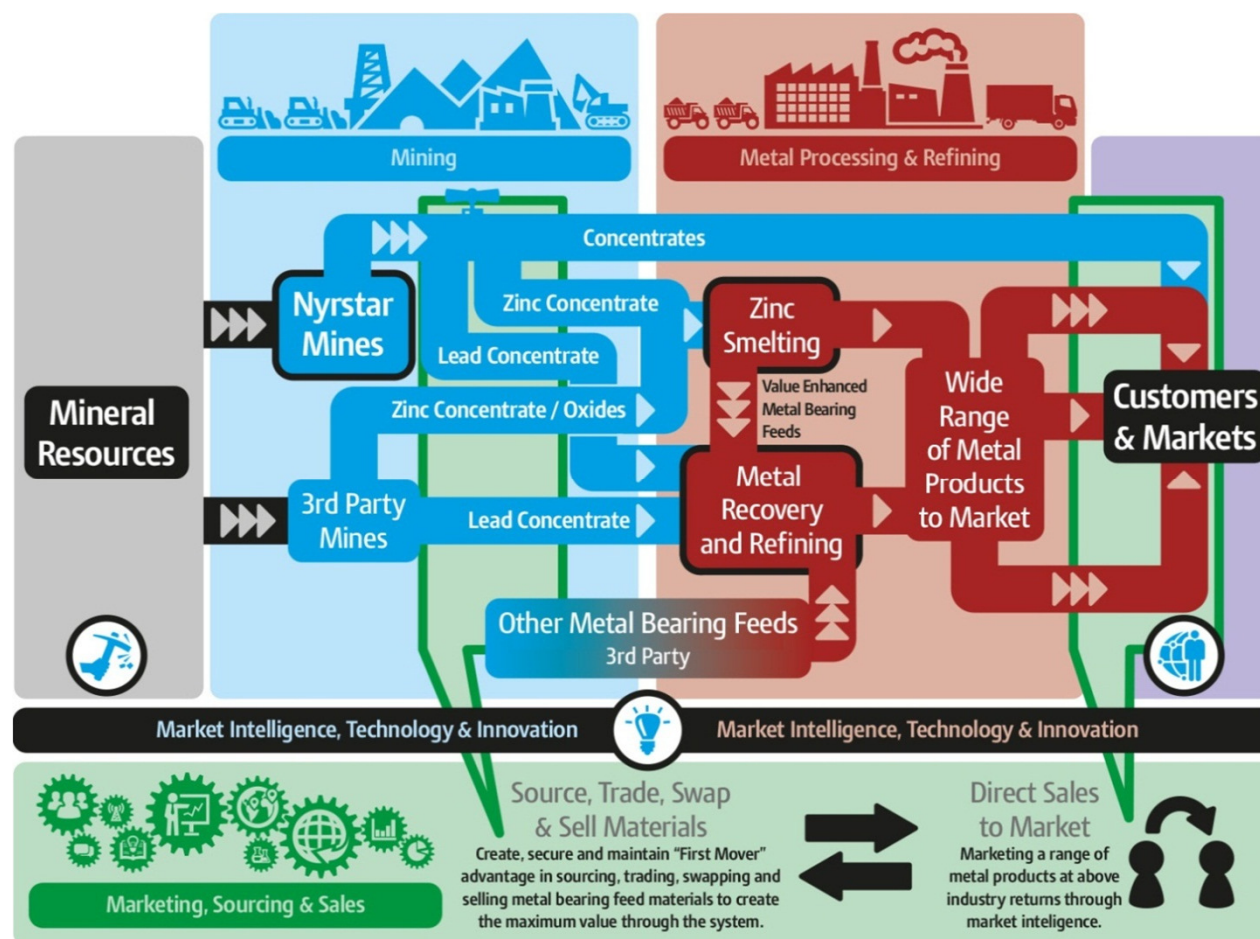 Mining
Metal Processing & Refining
Concentrates
Nyrstar
Mines
Zinc Concentrate
Zinc
Smelting
Lead Concentrate
Value Enhanced
Metal Bearing
Feeds
Wide
Range
of Metal
Products
to Market
Customers
& Markets
Mineral
Resources
Zinc Concentrate / Oxides
3rd Party
Mines
Lead Concentrate
Metal
Recovery
and Refining
Other Metal Bearing Feeds
3rd Party
Market Intelligence, Technology & Innovation
Market Intelligence, Technology & Innovation
Marketing, Sourcing & Sales
Source, Trade, Swap
& Sell Materials
Create, secure and maintain “First Mover”
advantage in sourcing, trading, swapping and
selling metal bearing feed materials to create
the maximum value through the system.
Direct Sales
to Market
Marketing a range of
metal products at above
industry returns through
market inteligence.